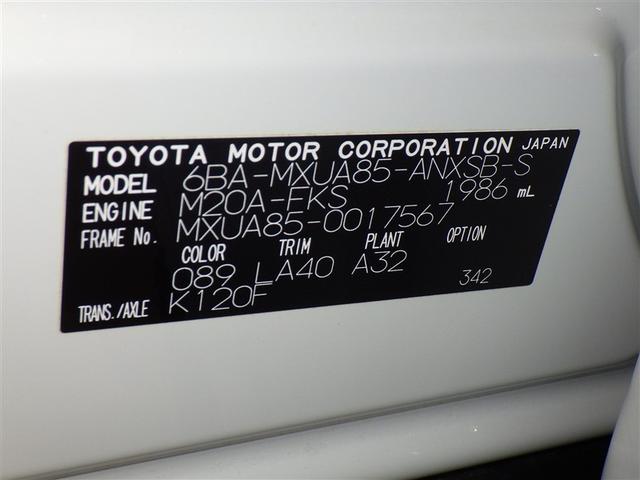 TOYOTA MOTOR CORPORATION JAPAN
MODEL 6BA-MXUA85-ANXSB-S
ENGINE M20A-FKS 1986 mL
FRAME No. MXUA85-0017567
COLOR TRIM PLANT OPTION
089 LA40 A32 342
TRANS./AXLE K120F